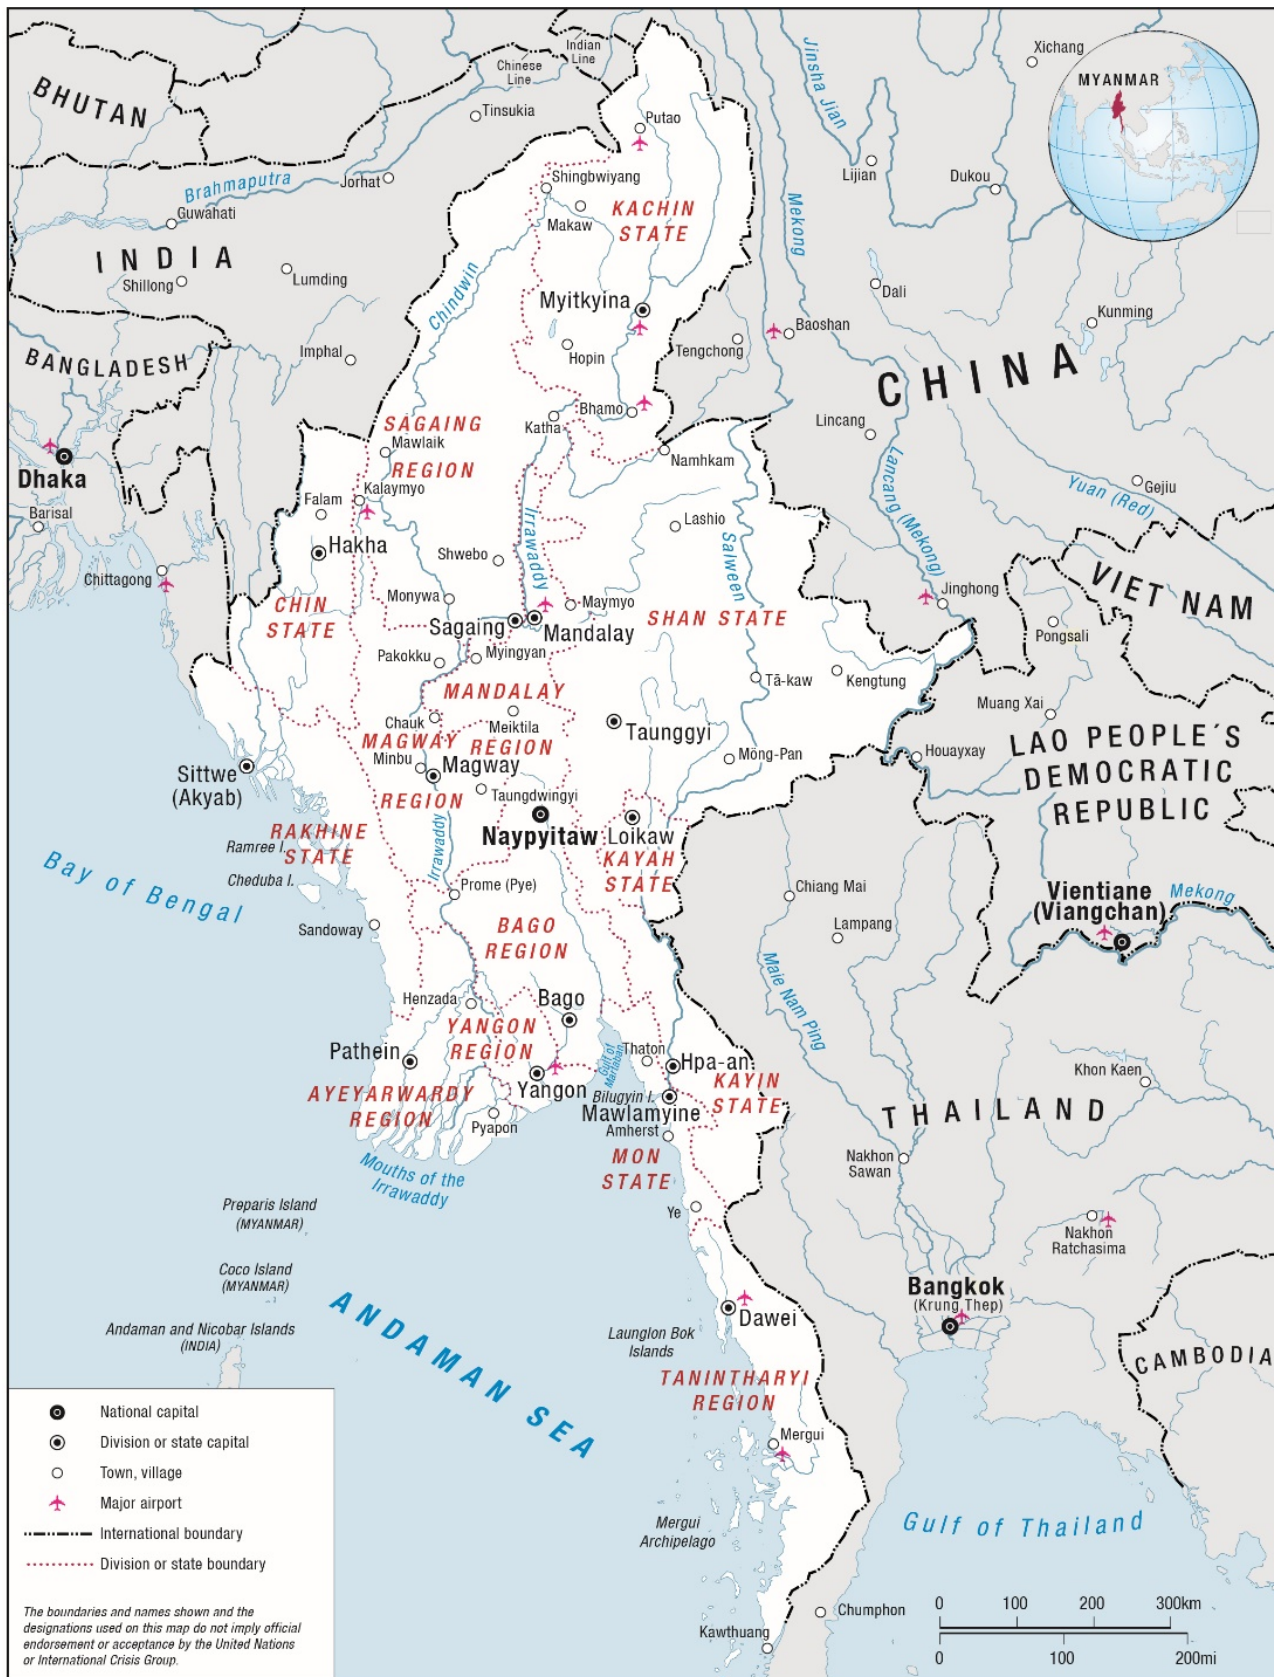 Indian
Line
Chinese
Line
Xichang
MYANMAR
BHUTAN
Tinsukia
Putao
Jinsha Jian
Lijian
Dukou
Brahmaputra
Jorhat
Shingbwiyang
Guwahati
Makaw
KACHIN
STATE
Mekong
INDIA
Shillong
Lumding
Chindwin
Myitkyina
Dali
Kunming
BANGLADESH
Imphal
Hopin
Tengchong
Baoshan
CHINA
Bhamo
Katha
Lincang
SAGAING
REGION
Mawlaik
Namhkam
Dhaka
Barisal
Falam
Kalaymyo
Irrawaddy
Lashio
Salween
Lancang (Mekong)
Gejiu
Yuan (Red)
Hakha
Shwebo
Chittagong
Monywa
Maymyo
Jinghong
VIET NAM
CHIN
STATE
Sagaing
Mandalay
SHAN STATE
Pongsali
Pakokku
Myingyan
Tā-kaw
Kengtung
MANDALAY
REGION
Chauk
Meiktila
Taunggyi
Muang Xai
MAGWAY
REGION
Minbu
Magway
Möng-Pan
Houayxay
LAO PEOPLE´S
DEMOCRATIC
REPUBLIC
Sittwe
(Akyab)
Taungdwingyi
Naypyitaw
Loikaw
KAYAH
STATE
RAKHINE
STATE
Ramree I.
Cheduba I.
Irrawaddy
Bay of Bengal
Prome (Pye)
Chiang Mai
Vientiane
(Viangchan)
Mekong
Sandoway
BAGO
REGION
Lampang
Maie Nam Ping
Henzada
Bago
YANGON
REGION
Pathein
Gulf of
Martaban
Thaton
Hpa-an
Khon Kaen
Yangon
KAYIN
STATE
AYEYARWARDY
REGION
Bilugyin I.
Mawlamyine
Pyapon
Amherst
THAILAND
MON
STATE
Nakhon
Sawan
Mouths of the
Irrawaddy
Preparis Island
(MYANMAR)
Ye
Nakhon
Ratchasima
Coco Island
(MYANMAR)
Bangkok
(Krung Thep)
ANDAMAN SEA
Dawei
Andaman and Nicobar Islands
(INDIA)
Launglon Bok
Islands
CAMBODIA
TANINTHARYI
REGION
National capital
Division or state capital
Town, village
Major airport
International boundary
Division or state boundary
Mergui
Mergui
Archipelago
Gulf of Thailand
The boundaries and names shown and the
designations used on this map do not imply official
endorsement or acceptance by the United Nations
or International Crisis Group.
Kawthuang
Chumphon
0 100 200 300km
0 100 200mi